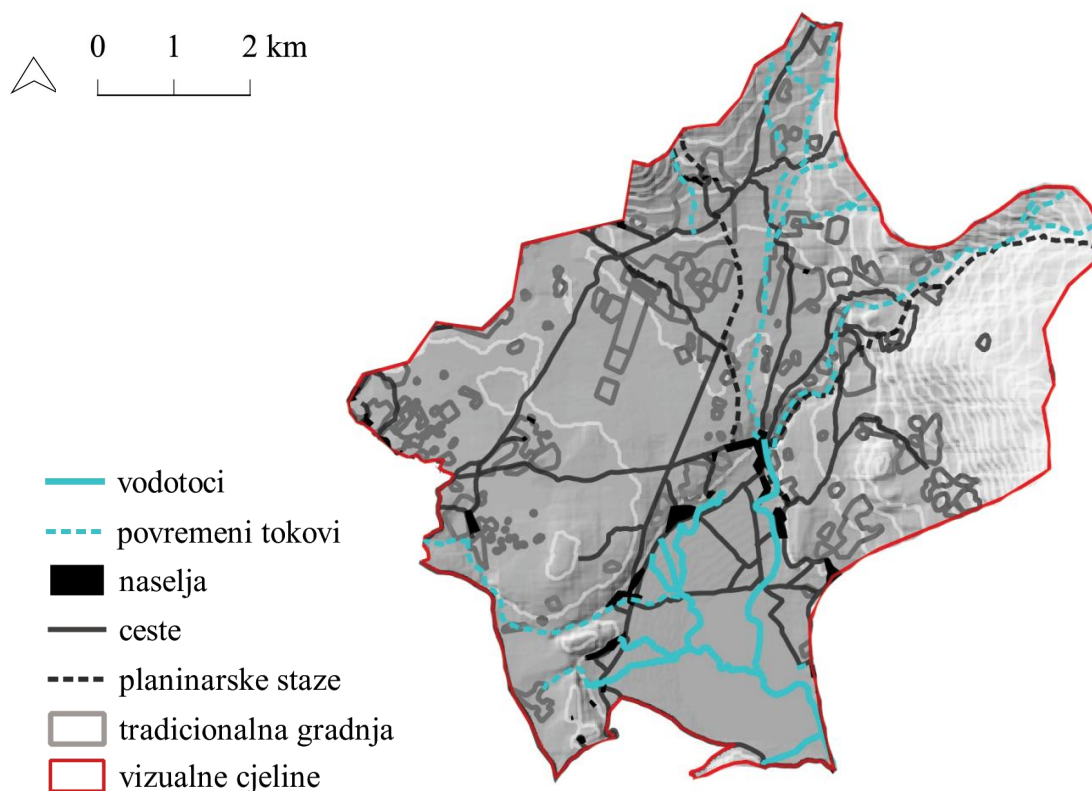 0 1 2 km
vodotoci
povremeni tokovi
naselja
ceste
planinarske staze
tradicionalna gradnja
vizualne cjeline